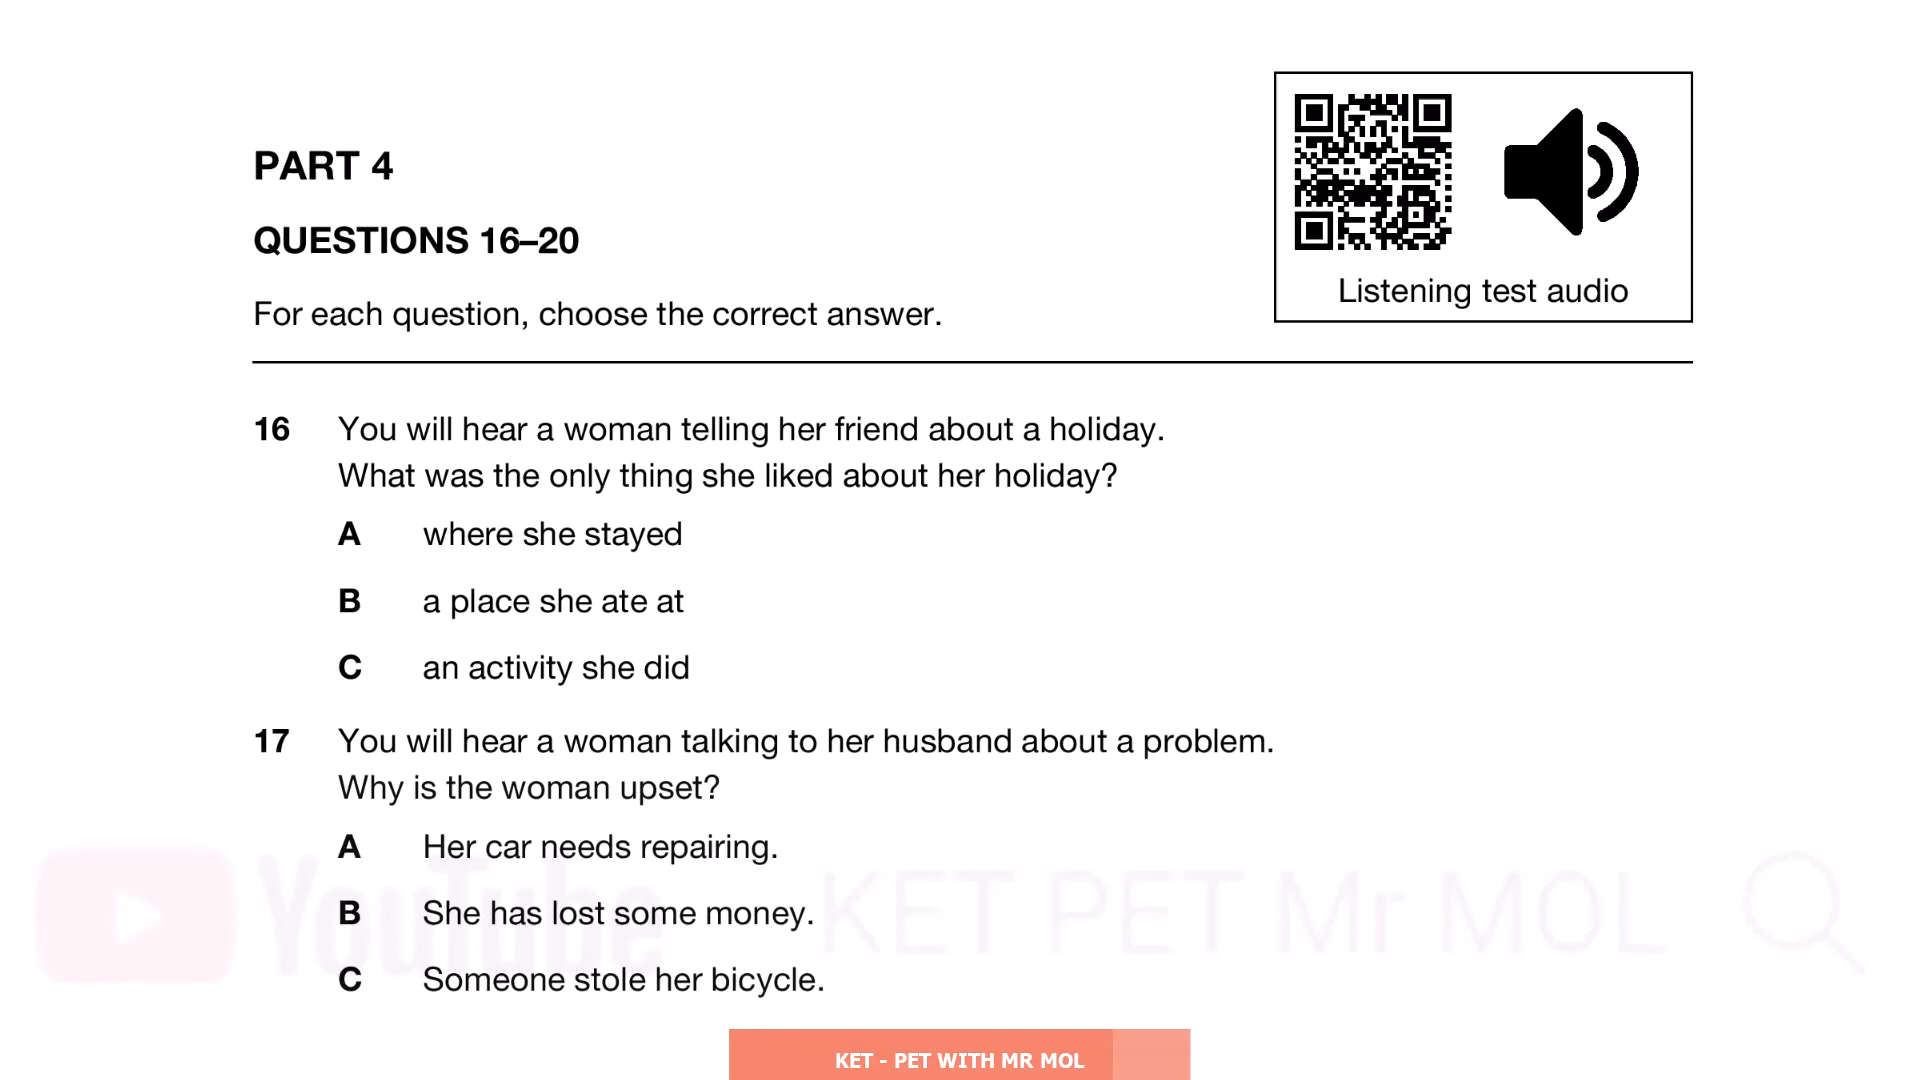 PART 4
QUESTIONS 16–20
For each question, choose the correct answer.
Listening test audio
16 You will hear a woman telling her friend about a holiday.
What was the only thing she liked about her holiday?
A where she stayed
B a place she ate at
C an activity she did
17 You will hear a woman talking to her husband about a problem.
Why is the woman upset?
A Her car needs repairing.
B She has lost some money.
C Someone stole her bicycle.
YouTube KET PET Mr MOL
KET - PET WITH MR MOL